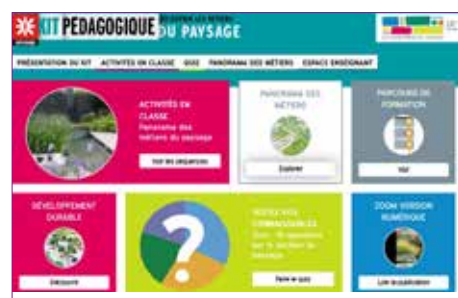 KIT PÉDAGOGIQUE
DU PAYSAGE
PRÉSENTATION DU KIT ACTIVITÉS EN CLASSE QUIZ PANORAMA DES MÉTIERS ESPACE ENSEIGNANT
ACTIVITÉS EN
CLASSE
Panorama des
métiers du paysage
Voir les séquences
PANORAMA DES
MÉTIERS
Explorer
PARCOURS DE
FORMATION
Voir
DÉVELOPPEMENT
DURABLE
Découvrir
TESTEZ VOS
CONNAISSANCES
?
Faire le quiz
ZOOM VERSION
NUMÉRIQUE
Lire la publication